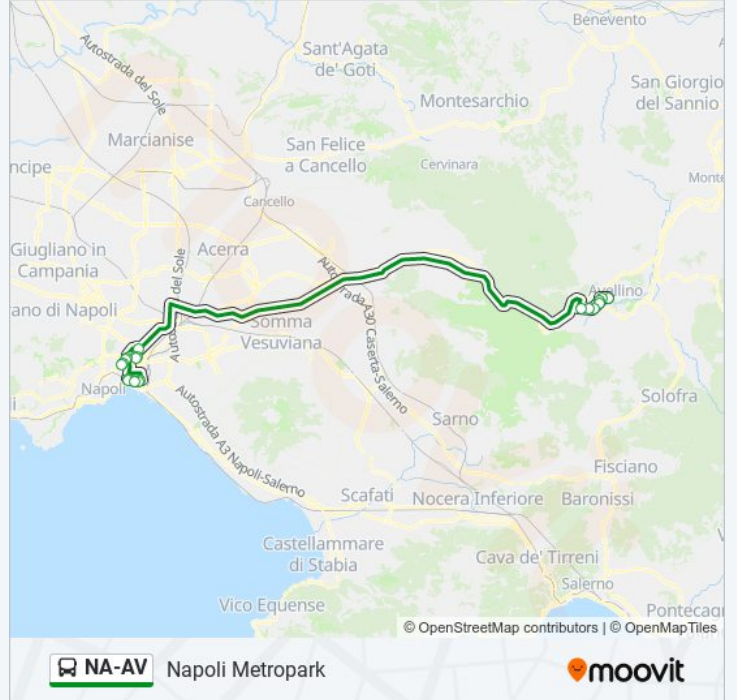 Benevento
Autostrada del Sole
Sant'Agata
de' Goti
San Giorgio
del Sannio
Montesarchio
Marcianise
San Felice
a Cancello
Cervinara
ncipe
Monte
Cancello
Giugliano in
Campania
Acerra
del Sole
Autostrada A30 Caserta-Salerno
Avellino
ano di Napoli
Somma
Vesuviana
Auto
Napoli
Autostrada A3 Napoli-Salerno
Solofra
li
Sarno
Fisciano
Scafati
Nocera Inferiore
Baronissi
Castellammare
di Stabia
Cava de' Tirreni
Salerno
Vico Equense
Pontecag
© OpenStreetMap contributors | © OpenMapTiles
NA-AV
Napoli Metropark
moovit